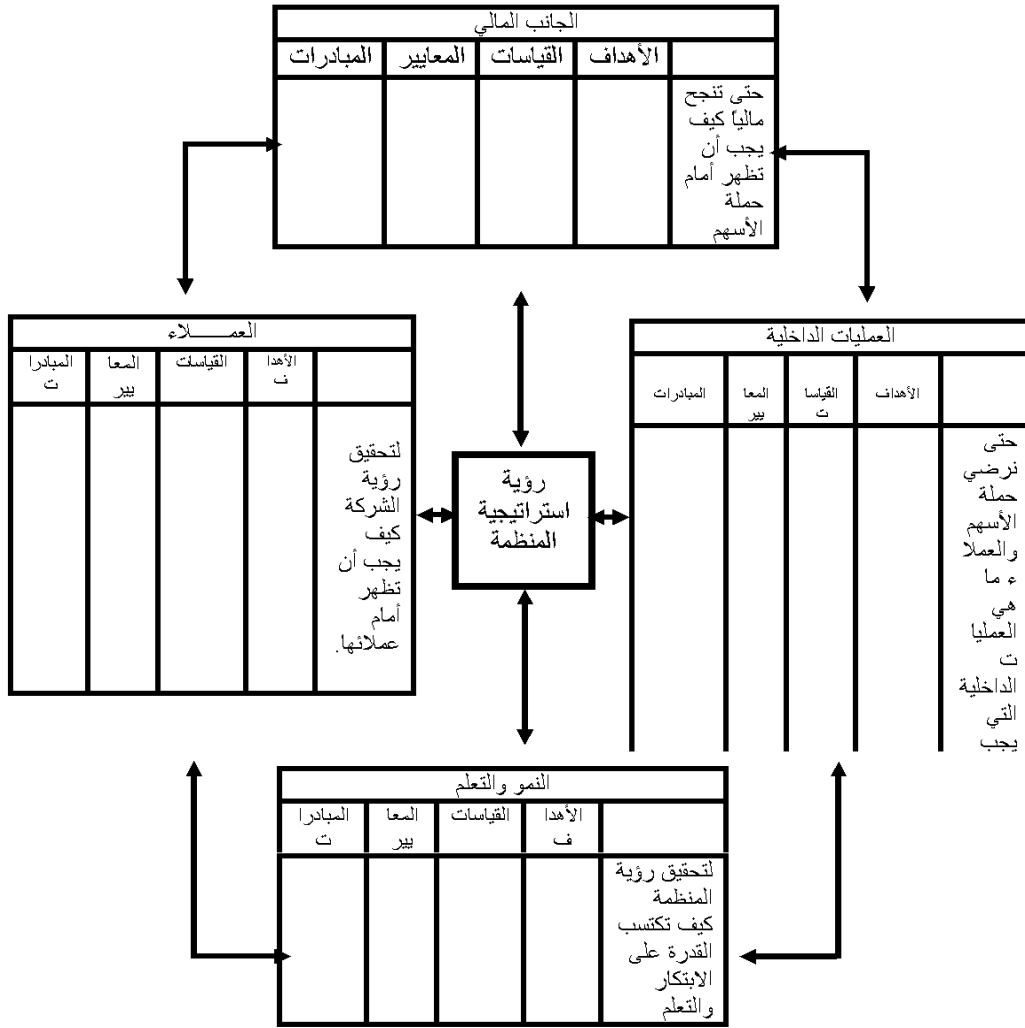 الجانب المالي
الأهداف القياسات المعايير المبادرات
حتى تنجح
مالياً كيف
يجب أن
تظهر أمام
حملة
الأسهم
العمليات الداخلية
الأهداف القياسا المعا المبادرات
ت يير
حتى
نرضي
حملة
الأسهم
والعملا
ء ما
هي
العمليا
ت
الداخلية
التي
يجب
رؤية
استراتيجية
المنظمة
العمــــلاء
الأهدا القياسات المعا المبادرا
ف يير ت
لتحقيق
رؤية
الشركة
كيف
يجب أن
تظهر
أمام
عملائها.
النمو والتعلم
الأهدا القياسات المعا المبادرا
ف يير ت
لتحقيق رؤية
المنظمة
كيف تكتسب
القدرة على
الابتكار
والتعلم